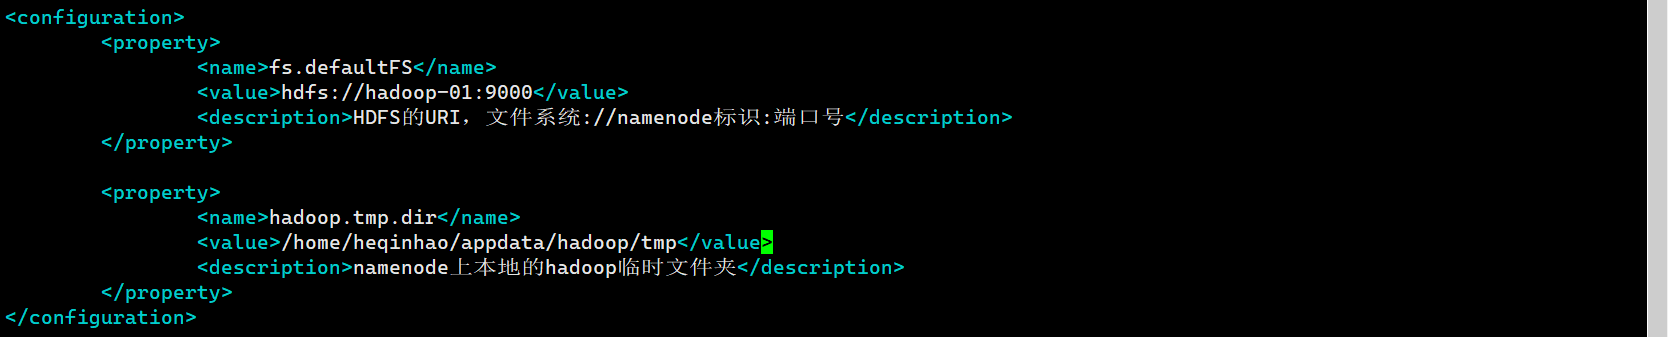 <configuration>
<property>
<name>fs.defaultFS</name>
<value>hdfs://hadoop-01:9000</value>
<description>HDFS的URI，文件系统://namenode标识:端口号</description>
</property>
<property>
<name>hadoop.tmp.dir</name>
<value>/home/heqinhao/appdata/hadoop/tmp</value>
<description>namenode上本地的hadoop临时文件夹</description>
</property>
</configuration>